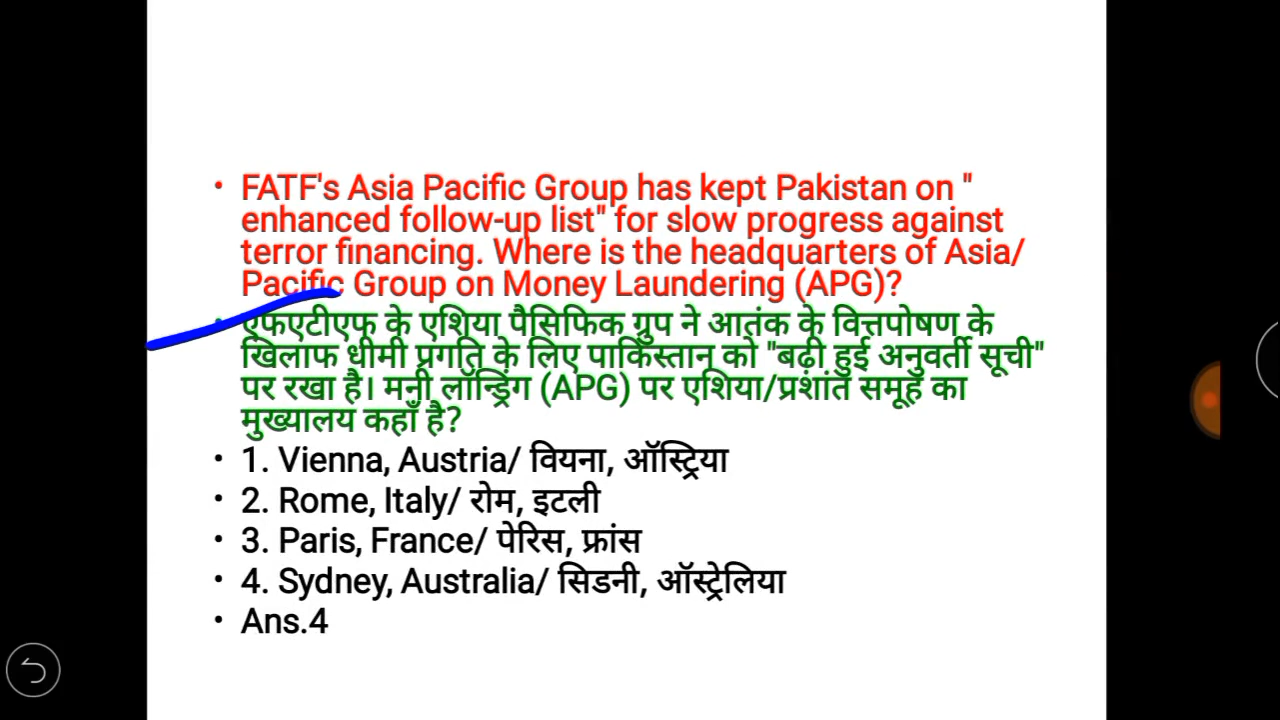 • FATF's Asia Pacific Group has kept Pakistan on "
enhanced follow-up list" for slow progress against
terror financing. Where is the headquarters of Asia/
Pacific Group on Money Laundering (APG)?
• एफएटीएफ के एशिया पैसिफिक ग्रुप ने आतंक के वित्तपोषण के
खिलाफ धीमी प्रगति के लिए पाकिस्तान को "बढ़ी हुई अनुवर्ती सूची"
पर रखा है। मनी लॉन्ड्रिंग (APG) पर एशिया/प्रशांत समूह का
मुख्यालय कहाँ है?
• 1. Vienna, Austria/ वियना, ऑस्ट्रिया
• 2. Rome, Italy/ रोम, इटली
• 3. Paris, France/ पेरिस, फ्रांस
• 4. Sydney, Australia/ सिडनी, ऑस्ट्रेलिया
• Ans.4